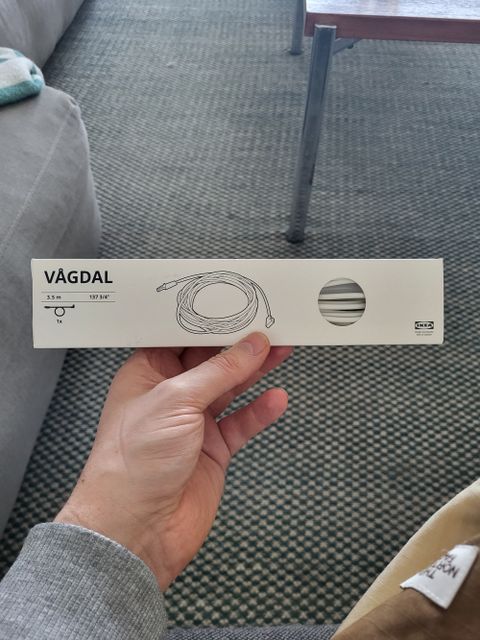 VÅGDAL
3.5 m 137 3/4"
1x
IKEA